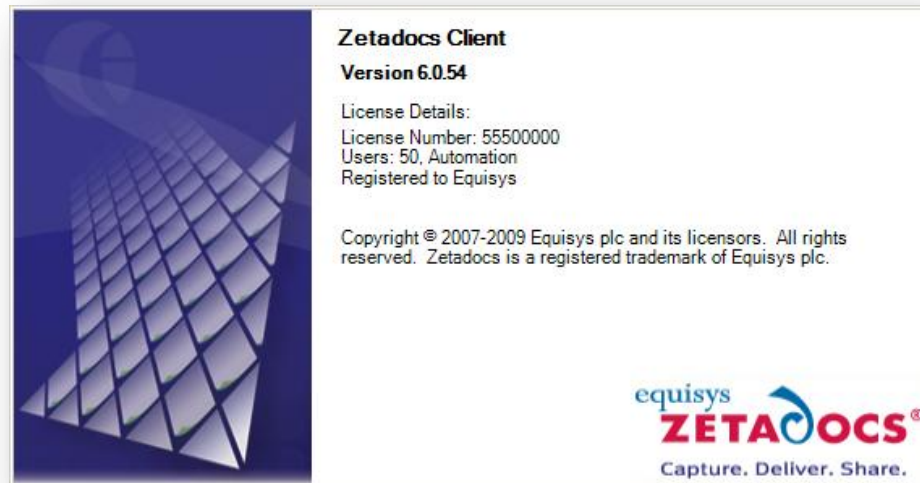 Zetadocs Client
Version 6.0.54
License Details:
License Number: 55500000
Users: 50, Automation
Registered to Equisys
Copyright © 2007-2009 Equisys plc and its licensors. All rights
reserved. Zetadocs is a registered trademark of Equisys plc.
equisys
ZETADOCS®
Capture. Deliver. Share.